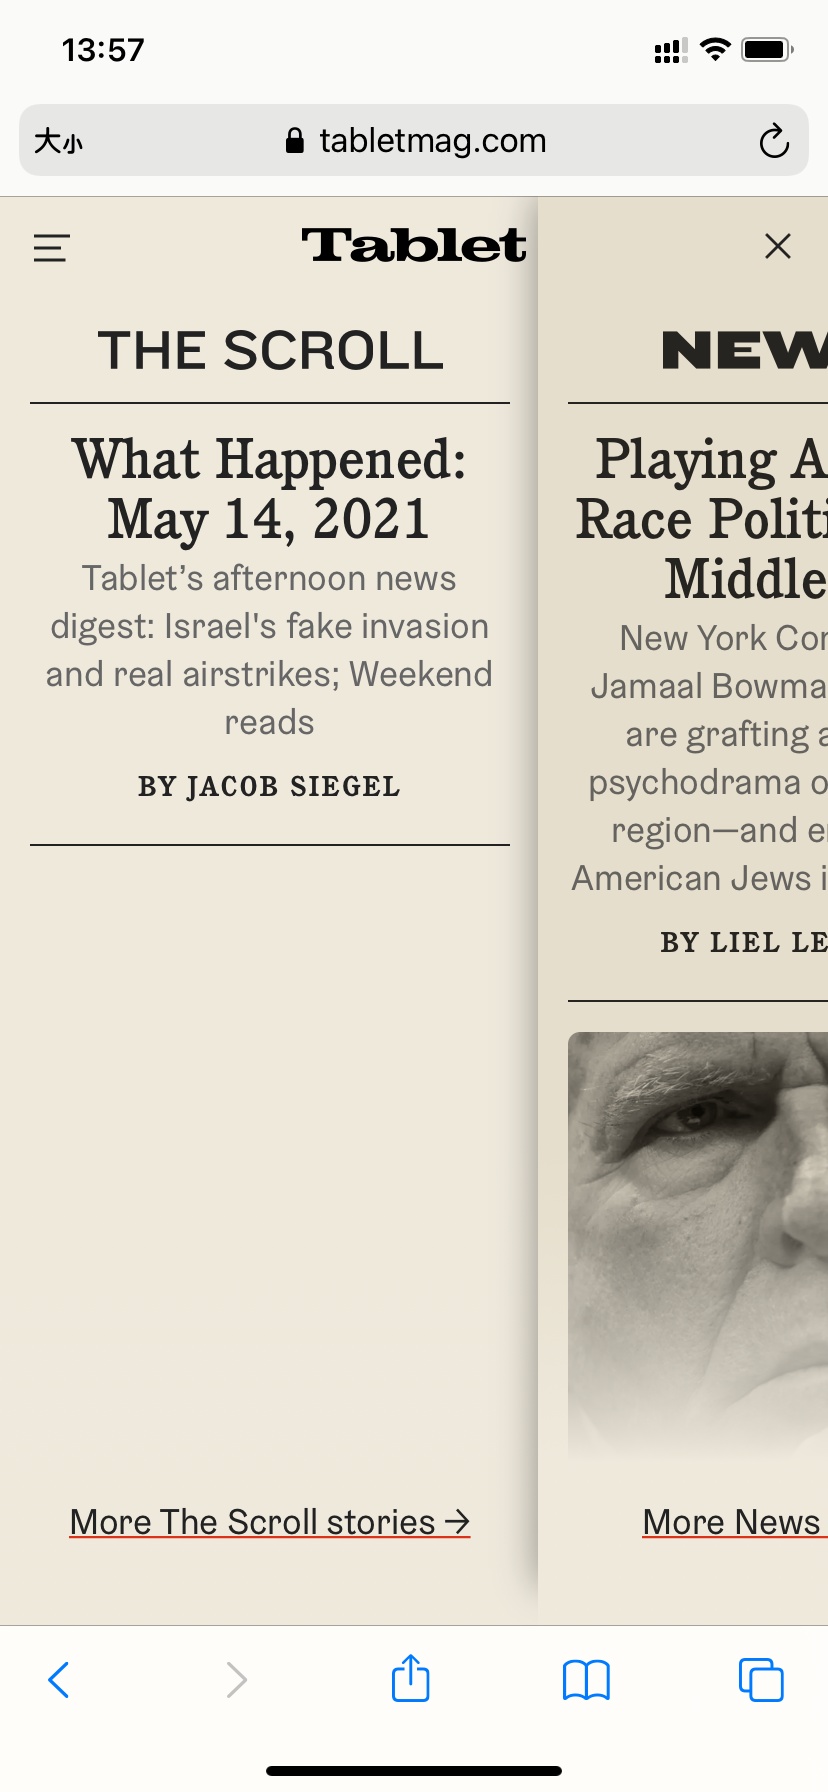 13:57
大小
tabletmag.com
Tablet
THE SCROLL
What Happened:
May 14, 2021
Tablet’s afternoon news
digest: Israel's fake invasion
and real airstrikes; Weekend
reads
BY JACOB SIEGEL
More The Scroll stories →
NEW
Playing A
Race Politi
Middle
New York Con
Jamaal Bowma
are grafting a
psychodrama o
region—and e
American Jews i
BY LIEL LE
More News